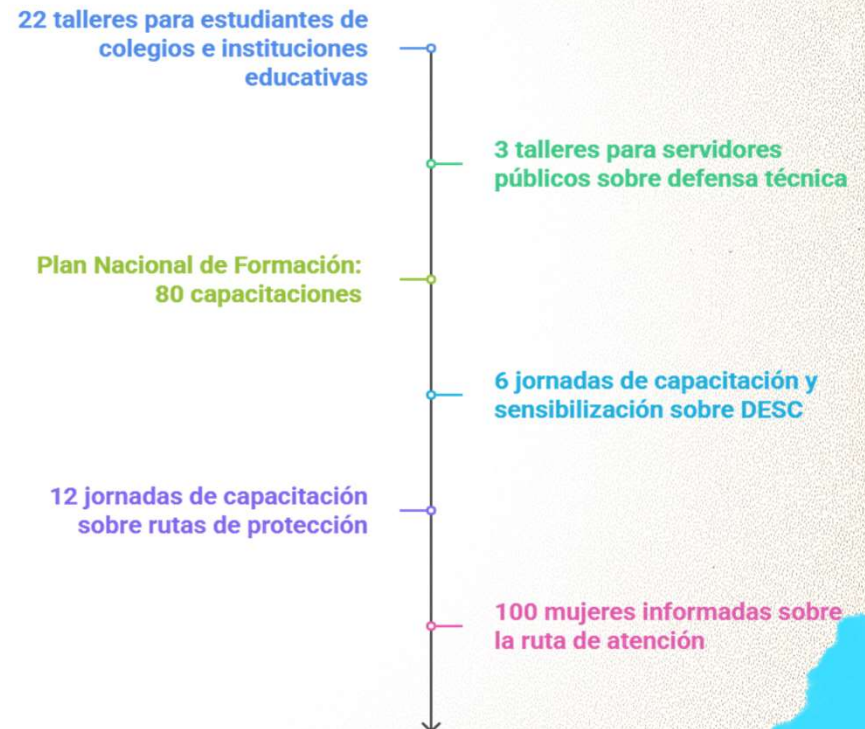 22 talleres para estudiantes de
colegios e instituciones
educativas
3 talleres para servidores
públicos sobre defensa técnica
Plan Nacional de Formación:
80 capacitaciones
6 jornadas de capacitación y
sensibilización sobre DESC
12 jornadas de capacitación
sobre rutas de protección
100 mujeres informadas sobre
la ruta de atención